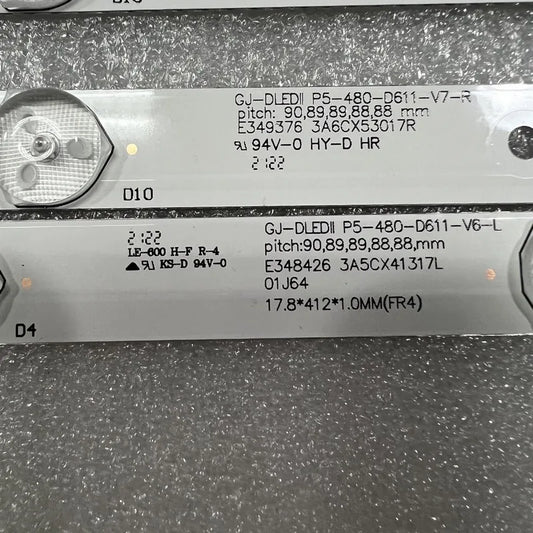 GJ-DLEDII P5-480-D611-V7-R
pitch: 90,89,89,88,88 mm
E349376 3A6CX53017R
94V-0 HY-D HR
2122
D10
GJ-DLEDII P5-480-D611-V6-L
pitch:90,89,89,88,88,mm
E348426 3A5CX41317L
01J64
17.8*412*1.0MM(FR4)
2122
LE-600 H-F R-4
KS-D 94V-0
D4